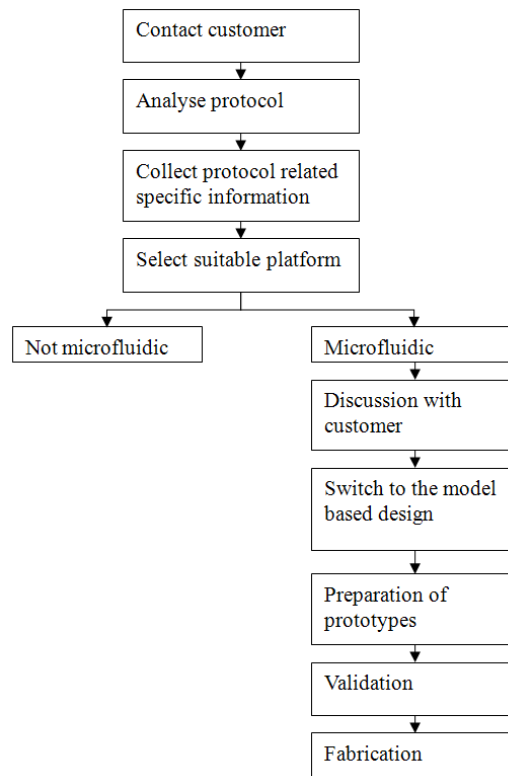 Contact customer
Analyse protocol
Collect protocol related
specific information
Select suitable platform
Not microfluidic
Microfluidic
Discussion with
customer
Switch to the model
based design
Preparation of
prototypes
Validation
Fabrication